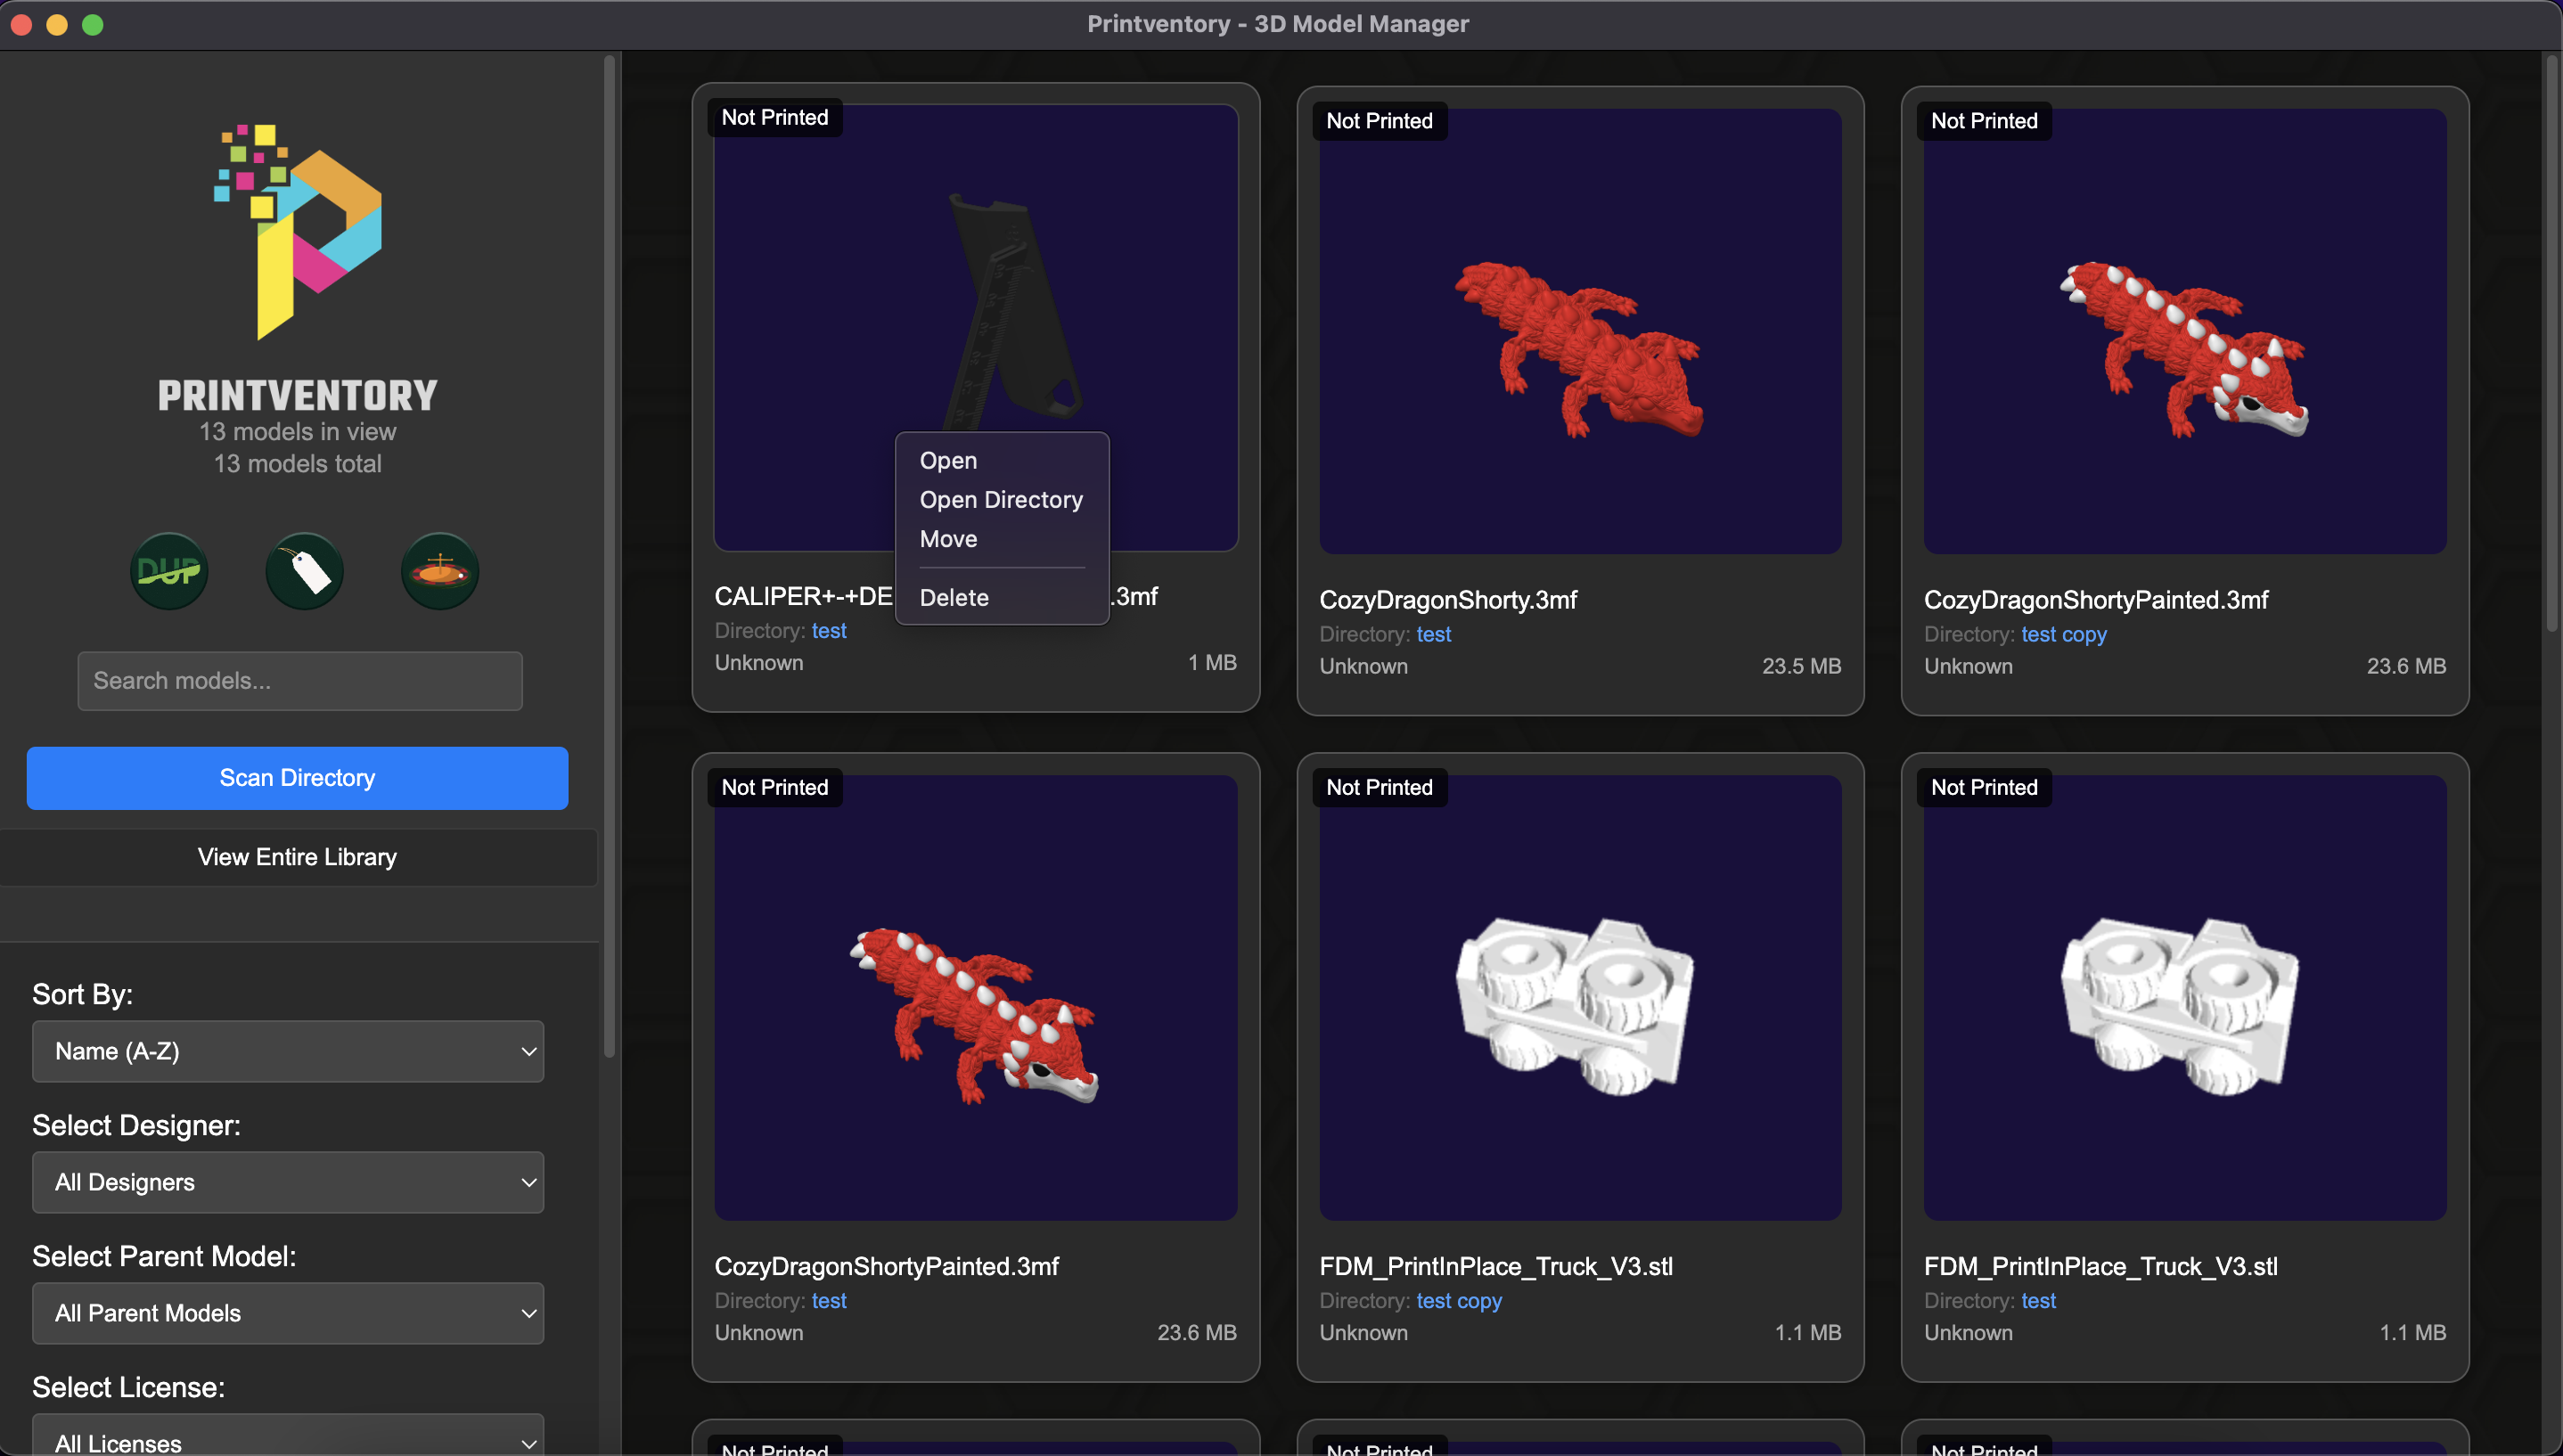 Printventory - 3D Model Manager
PRINTVENTORY
13 models in view
13 models total
DUP
Search models...
Scan Directory
View Entire Library
Sort By:
Name (A-Z)
Select Designer:
All Designers
Select Parent Model:
All Parent Models
Select License:
All Licenses
Not Printed
Open
Open Directory
Move
Delete
CALIPER+-+DE .3mf
Directory: test
Unknown 1 MB
Not Printed
CozyDragonShorty.3mf
Directory: test
Unknown 23.5 MB
Not Printed
CozyDragonShortyPainted.3mf
Directory: test copy
Unknown 23.6 MB
Not Printed
CozyDragonShortyPainted.3mf
Directory: test
Unknown 23.6 MB
Not Printed
FDM_PrintInPlace_Truck_V3.stl
Directory: test copy
Unknown 1.1 MB
Not Printed
FDM_PrintInPlace_Truck_V3.stl
Directory: test
Unknown 1.1 MB
Not Printed
Not Printed
Not Printed